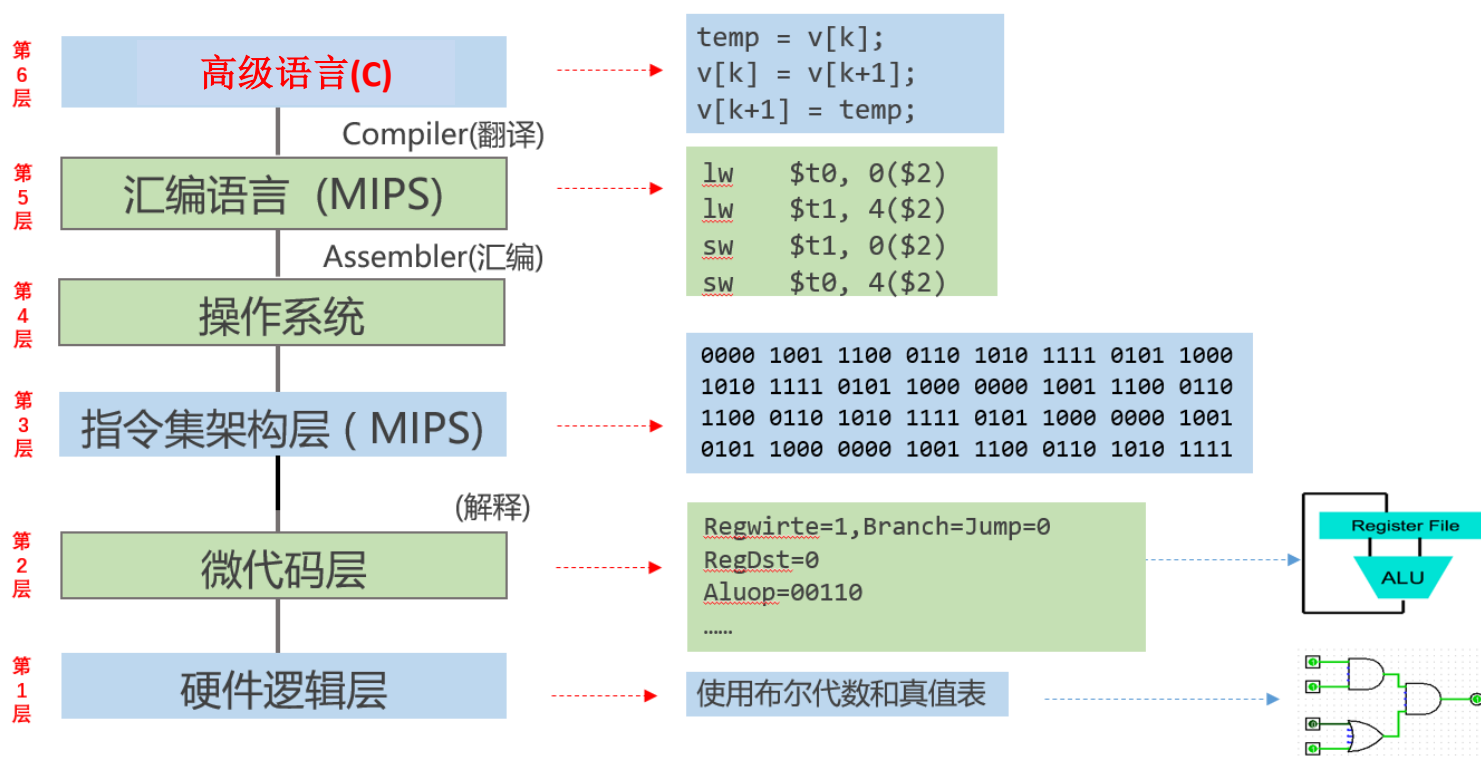 第6层
高级语言(C)
temp = v[k];
v[k] = v[k+1];
v[k+1] = temp;
Compiler(翻译)
第5层
汇编语言 (MIPS)
lw $t0, 0($2)
lw $t1, 4($2)
sw $t1, 0($2)
sw $t0, 4($2)
Assembler(汇编)
第4层
操作系统
第3层
指令集架构层 ( MIPS)
0000 1001 1100 0110 1010 1111 0101 1000
1010 1111 0101 1000 0000 1001 1100 0110
1100 0110 1010 1111 0101 1000 0000 1001
0101 1000 0000 1001 1100 0110 1010 1111
(解释)
第2层
微代码层
Regwirte=1,Branch=Jump=0
RegDst=0
Aluop=00110
……
Register File
ALU
第1层
硬件逻辑层
使用布尔代数和真值表